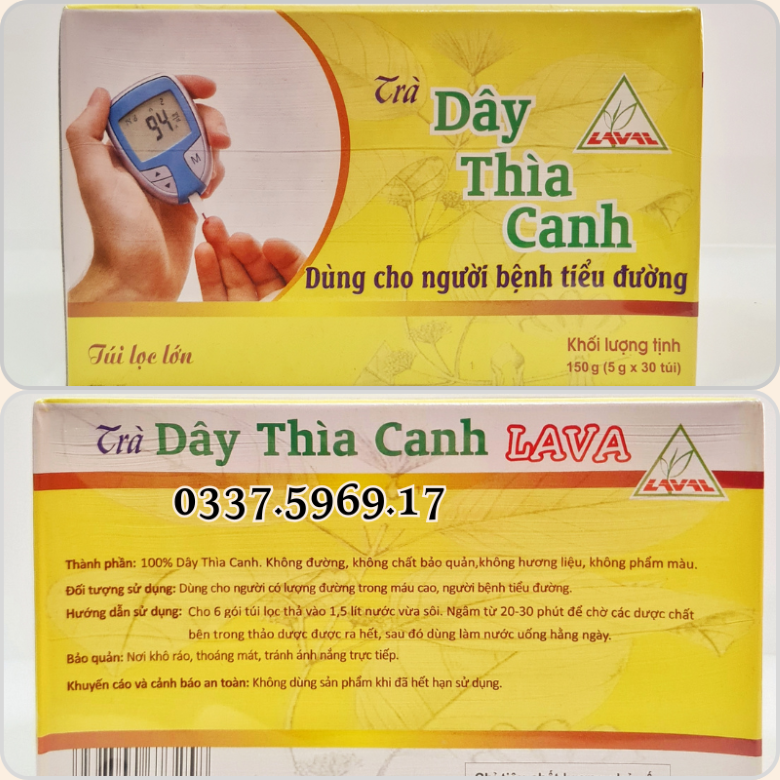 94
M
Trà
Dây
Thìa
Canh
LAVAL
Dùng cho người bệnh tiểu đường
Túi lọc lớn
Khối lượng tịnh
150 g (5 g x 30 túi)
Trà Dây Thìa Canh LAVA
LAVAL
0337.5969.17
Thành phần: 100% Dây Thìa Canh. Không đường, không chất bảo quản,không hương liệu, không phẩm màu.
Đối tượng sử dụng: Dùng cho người có lượng đường trong máu cao, người bệnh tiểu đường.
Hướng dẫn sử dụng: Cho 6 gói túi lọc thả vào 1,5 lít nước vừa sôi. Ngâm từ 20-30 phút để chờ các dược chất
bên trong thảo dược được ra hết, sau đó dùng làm nước uống hằng ngày.
Bảo quản: Nơi khô ráo, thoáng mát, tránh ánh nắng trực tiếp.
Khuyến cáo và cảnh báo an toàn: Không dùng sản phẩm khi đã hết hạn sử dụng.